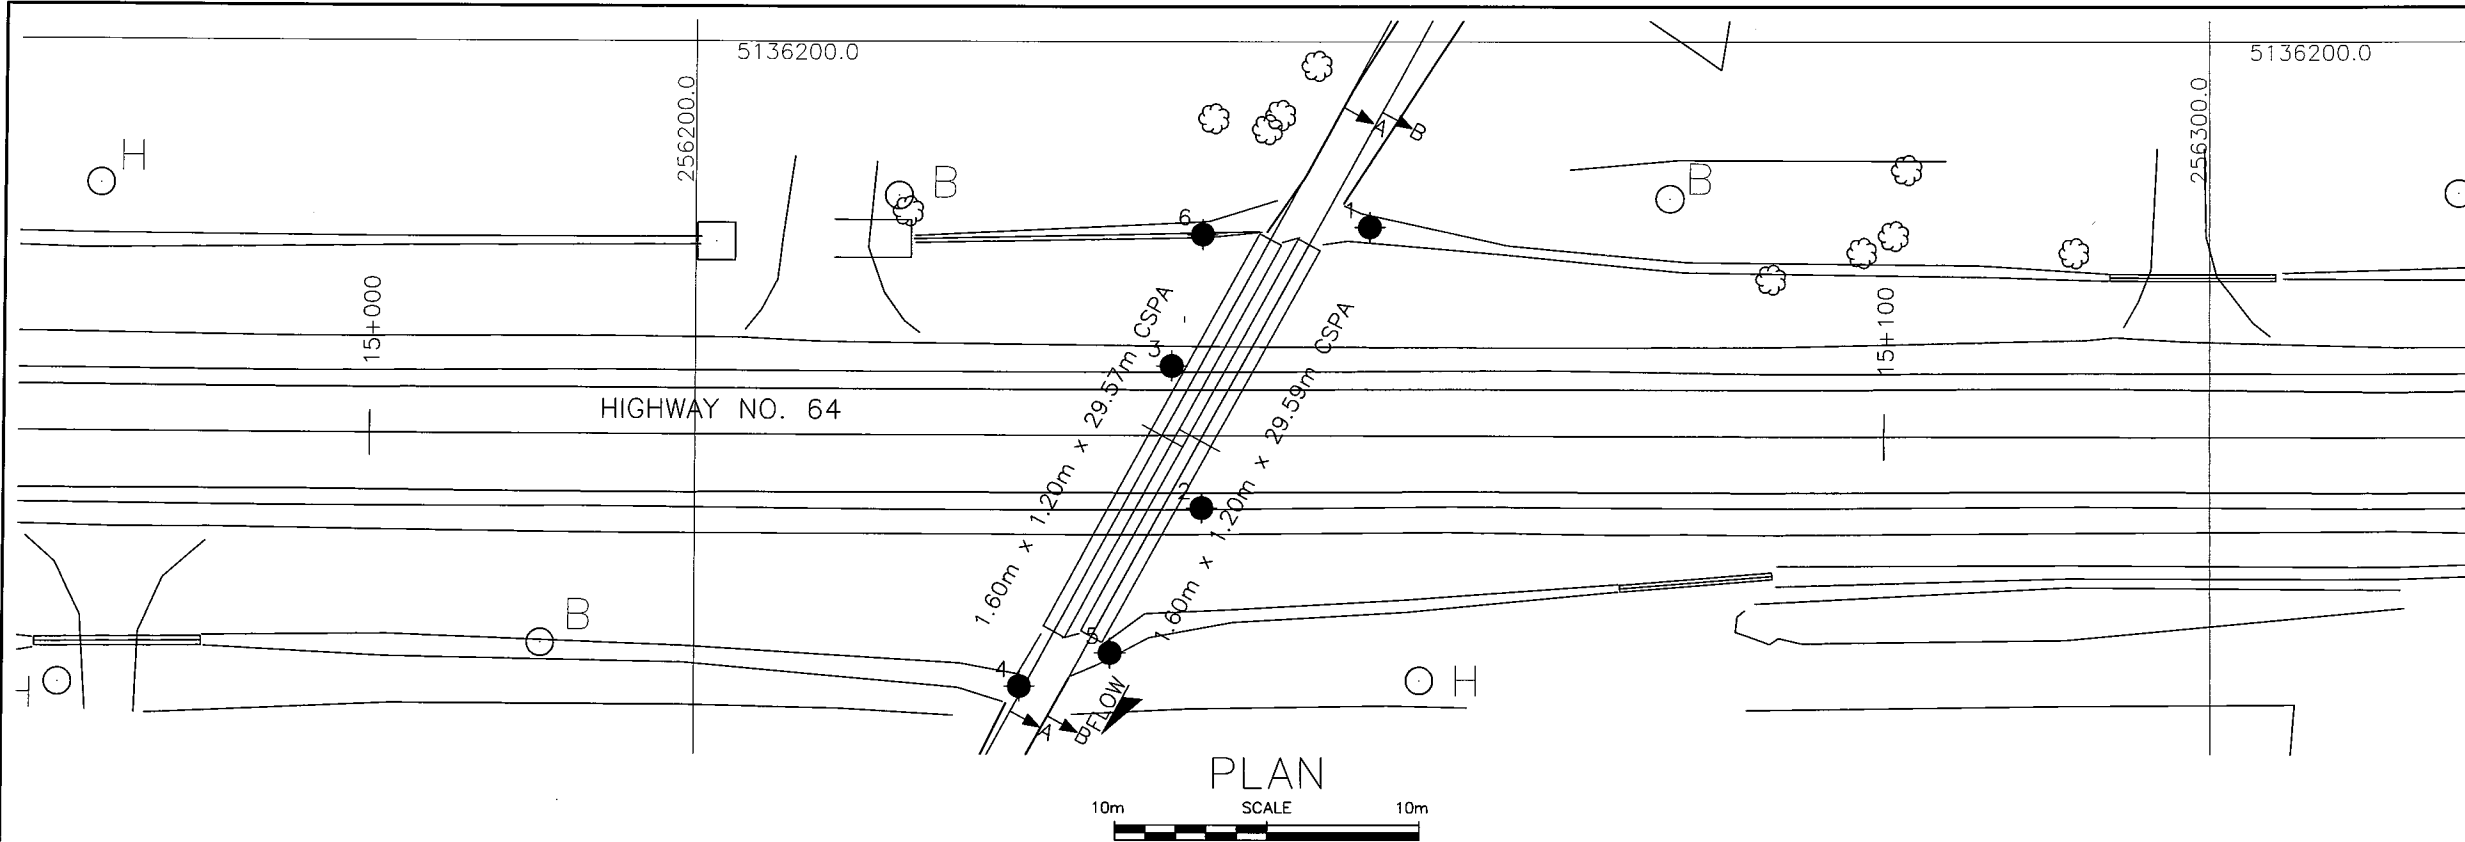 5136200.0
5136200.0
256200.0
256300.0
H
B
B
A
B
6
1
15+000
15+100
3
HIGHWAY NO. 64
1.60m x 1.20m x 29.57m CSPA
1.60m x 1.20m x 29.59m CSPA
2
B
5
4
H
H
A
B
FLOW
PLAN
10m
SCALE
10m